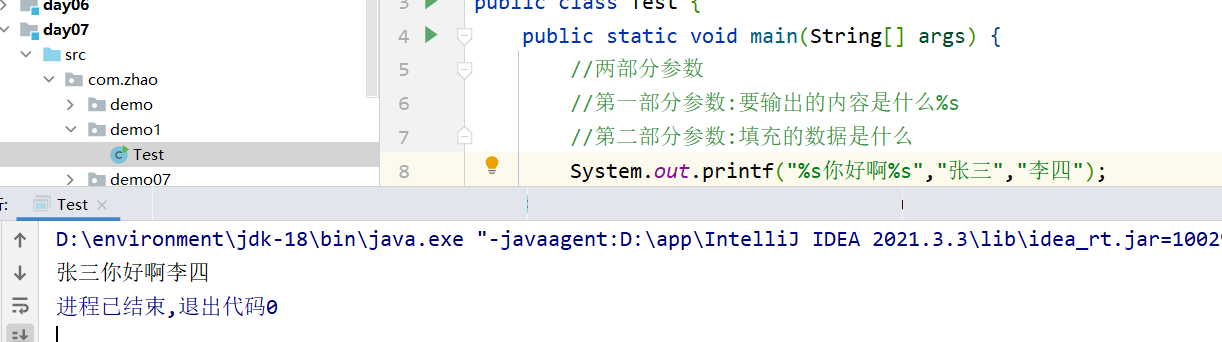 day06
day07
src
com.zhao
demo
demo1
Test
demo07
3 public class Test {
4 public static void main(String[] args) {
5 //两部分参数
6 //第一部分参数:要输出的内容是什么%s
7 //第二部分参数:填充的数据是什么
8 System.out.printf("%s你好啊%s","张三","李四");
Test
D:\environment\jdk-18\bin\java.exe "-javaagent:D:\app\IntelliJ IDEA 2021.3.3\lib\idea_rt.jar=10029
张三你好啊李四
进程已结束,退出代码0